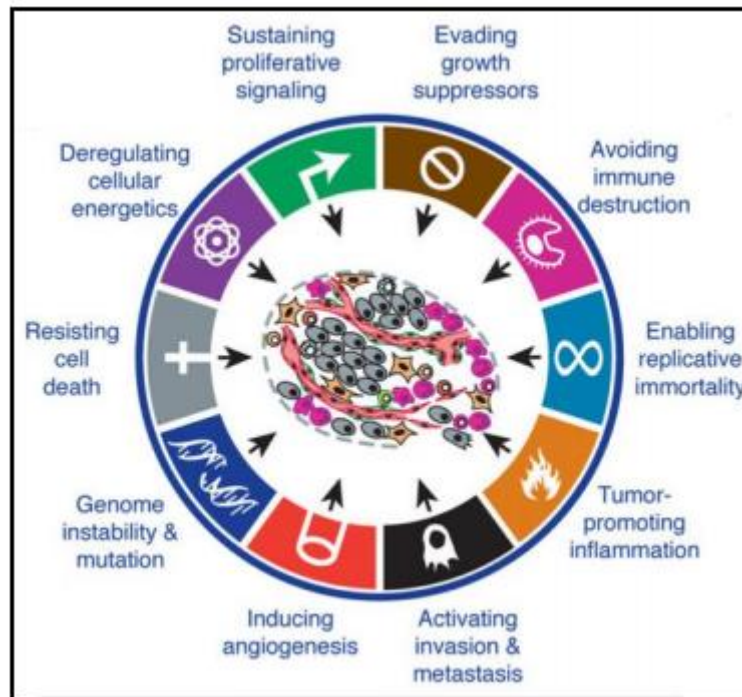 Sustaining
proliferative
signaling
Evading
growth
suppressors
Avoiding
immune
destruction
Enabling
replicative
immortality
Tumor-
promoting
inflammation
Activating
invasion &
metastasis
Inducing
angiogenesis
Genome
instability &
mutation
Resisting
cell
death
Deregulating
cellular
energetics